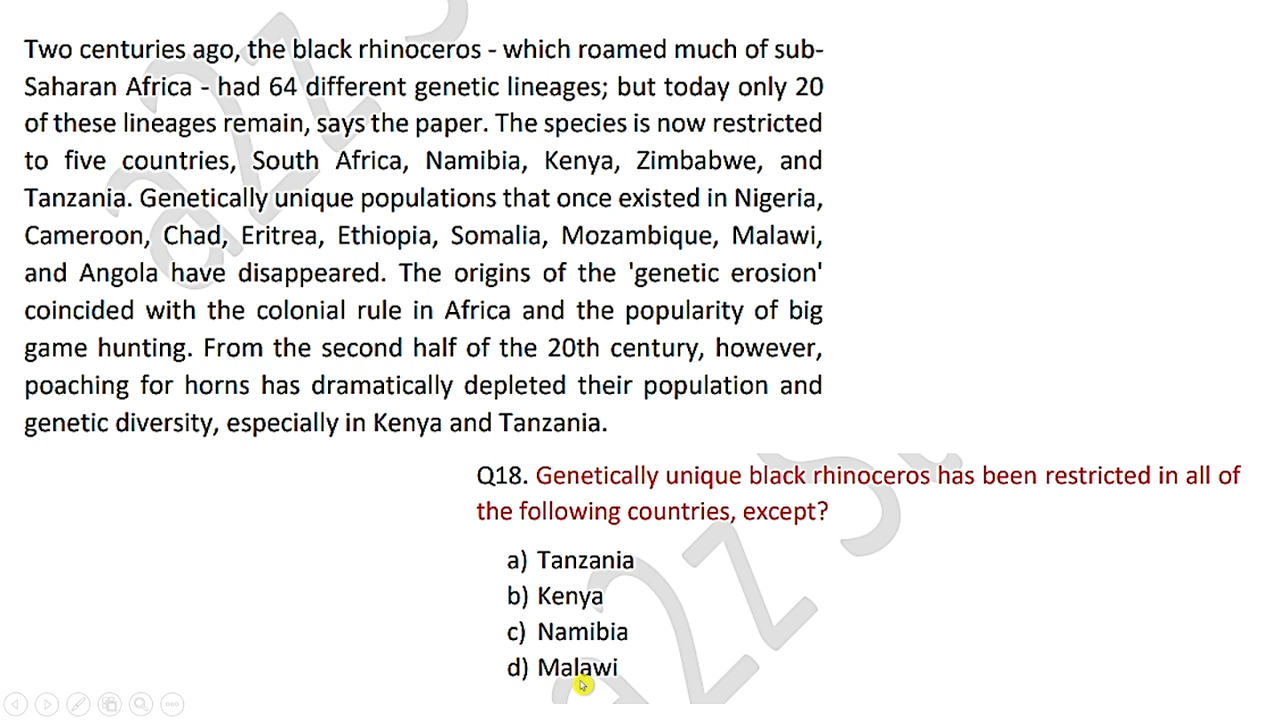 Two centuries ago, the black rhinoceros - which roamed much of sub-
Saharan Africa - had 64 different genetic lineages; but today only 20
of these lineages remain, says the paper. The species is now restricted
to five countries, South Africa, Namibia, Kenya, Zimbabwe, and
Tanzania. Genetically unique populations that once existed in Nigeria,
Cameroon, Chad, Eritrea, Ethiopia, Somalia, Mozambique, Malawi,
and Angola have disappeared. The origins of the 'genetic erosion'
coincided with the colonial rule in Africa and the popularity of big
game hunting. From the second half of the 20th century, however,
poaching for horns has dramatically depleted their population and
genetic diversity, especially in Kenya and Tanzania.
Q18. Genetically unique black rhinoceros has been restricted in all of
the following countries, except?
a) Tanzania
b) Kenya
c) Namibia
d) Malawi